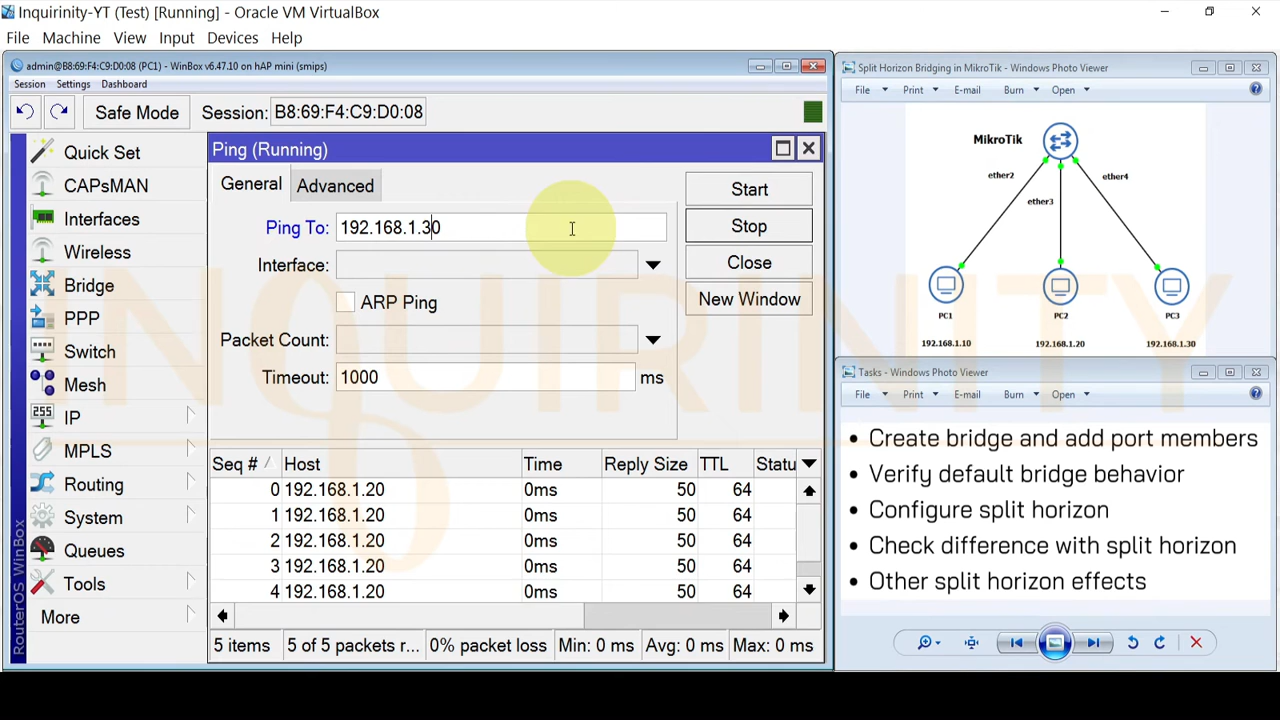 Inquirinity-YT (Test) [Running] - Oracle VM VirtualBox
File Machine View Input Devices Help
admin@B8:69:F4:C9:D0:08 (PC1) - WinBox v6.47.10 on hAP mini (smips)
Session Settings Dashboard
Safe Mode Session: B8:69:F4:C9:D0:08
Quick Set
CAPsMAN
Interfaces
Wireless
Bridge
PPP
Switch
Mesh
255 IP
MPLS
Routing
System
Queues
Tools
More
RouterOS WinBox
Ping (Running)
General Advanced
Ping To: 192.168.1.30
Interface:
ARP Ping
Packet Count:
Timeout: 1000 ms
Start
Stop
Close
New Window
Seq # Host Time Reply Size TTL Statu
0 192.168.1.20 0ms 50 64
1 192.168.1.20 0ms 50 64
2 192.168.1.20 0ms 50 64
3 192.168.1.20 0ms 50 64
4 192.168.1.20 0ms 50 64
5 items 5 of 5 packets r... 0% packet loss Min: 0 ms Avg: 0 ms Max: 0 ms
Split Horizon Bridging in MikroTik - Windows Photo Viewer
File Print E-mail Burn Open
MikroTik
ether2 ether3 ether4
PC1 PC2 PC3
192.168.1.10 192.168.1.20 192.168.1.30
Tasks - Windows Photo Viewer
File Print E-mail Burn Open
• Create bridge and add port members
• Verify default bridge behavior
• Configure split horizon
• Check difference with split horizon
• Other split horizon effects
INQUIRINITY